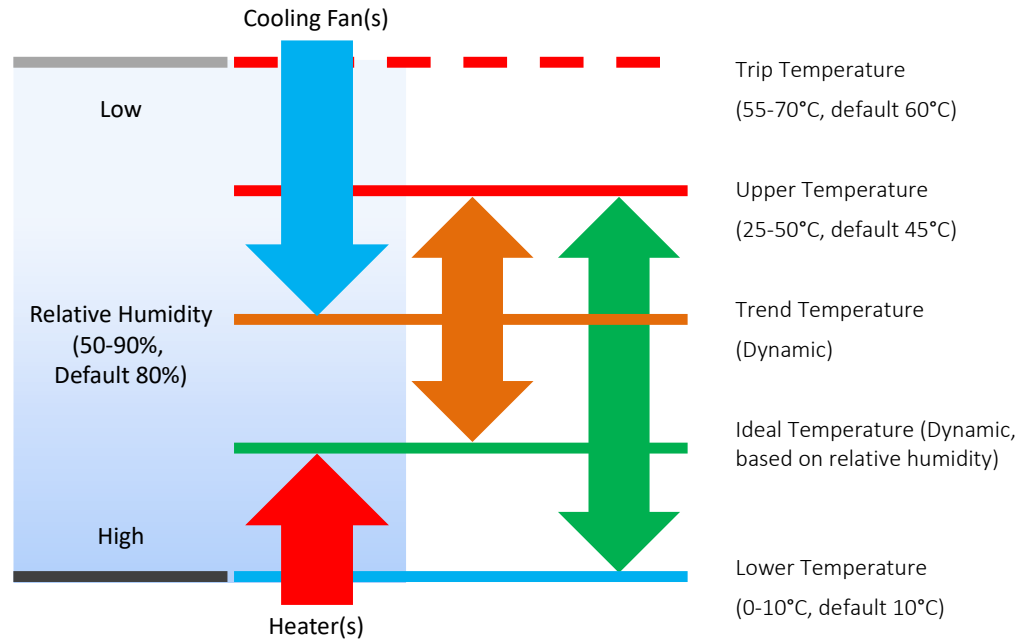 Cooling Fan(s)
Low
Relative Humidity
(50-90%,
Default 80%)
High
Heater(s)
Trip Temperature
(55-70°C, default 60°C)
Upper Temperature
(25-50°C, default 45°C)
Trend Temperature
(Dynamic)
Ideal Temperature (Dynamic,
based on relative humidity)
Lower Temperature
(0-10°C, default 10°C)